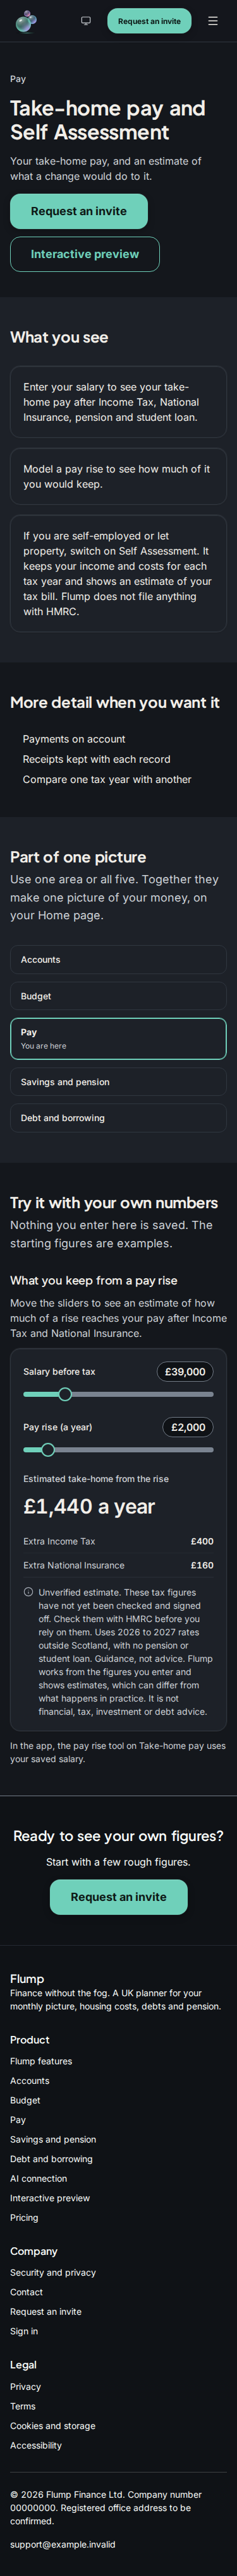 Request an invite
Pay
Take-home pay and
Self Assessment
Your take-home pay, and an estimate of
what a change would do to it.
Request an invite
Interactive preview
What you see
Enter your salary to see your take-
home pay after Income Tax, National
Insurance, pension and student loan.
Model a pay rise to see how much of it
you would keep.
If you are self-employed or let
property, switch on Self Assessment. It
keeps your income and costs for each
tax year and shows an estimate of your
tax bill. Flump does not file anything
with HMRC.
More detail when you want it
Payments on account
Receipts kept with each record
Compare one tax year with another
Part of one picture
Use one area or all five. Together they
make one picture of your money, on
your Home page.
Accounts
Budget
Pay
You are here
Savings and pension
Debt and borrowing
Try it with your own numbers
Nothing you enter here is saved. The
starting figures are examples.
What you keep from a pay rise
Move the sliders to see an estimate of how
much of a rise reaches your pay after Income
Tax and National Insurance.
Salary before tax £39,000
Pay rise (a year) £2,000
Estimated take-home from the rise
£1,440 a year
Extra Income Tax £400
Extra National Insurance £160
Unverified estimate. These tax figures
have not yet been checked and signed
off. Check them with HMRC before you
rely on them. Uses 2026 to 2027 rates
outside Scotland, with no pension or
student loan. Guidance, not advice. Flump
works from the figures you enter and
shows estimates, which can differ from
what happens in practice. It is not
financial, tax, investment or debt advice.
In the app, the pay rise tool on Take-home pay uses
your saved salary.
Ready to see your own figures?
Start with a few rough figures.
Request an invite
Flump
Finance without the fog. A UK planner for your
monthly picture, housing costs, debts and pension.
Product
Flump features
Accounts
Budget
Pay
Savings and pension
Debt and borrowing
AI connection
Interactive preview
Pricing
Company
Security and privacy
Contact
Request an invite
Sign in
Legal
Privacy
Terms
Cookies and storage
Accessibility
© 2026 Flump Finance Ltd. Company number
00000000. Registered office address to be
confirmed.
support@example.invalid